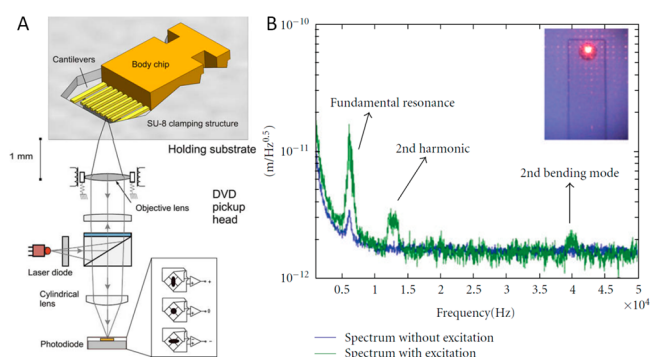 A
Cantilevers
Body chip
SU-8 clamping structure
Holding substrate
1 mm
Objective lens
DVD
pickup
head
Laser diode
Cylindrical
lens
Photodiode
+
0
−
B
10−10
10−11
10−12
(m/Hz0.5)
Fundamental resonance
2nd harmonic
2nd bending mode
0.5 1 1.5 2 2.5 3 3.5 4 4.5 5
×10⁴
Frequency(Hz)
Spectrum without excitation
Spectrum with excitation